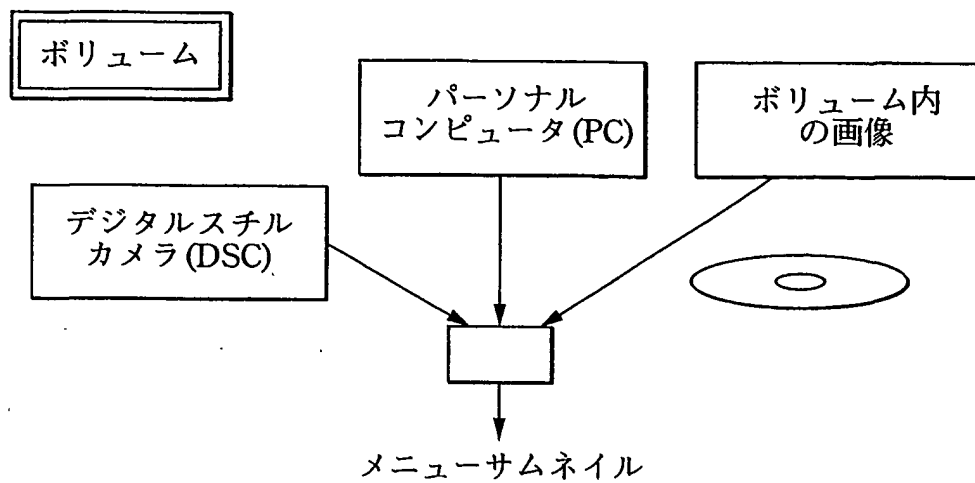 ボリューム
パーソナル
コンピュータ(PC)
ボリューム内
の画像
デジタルスチル
カメラ(DSC)
メニューサムネイル